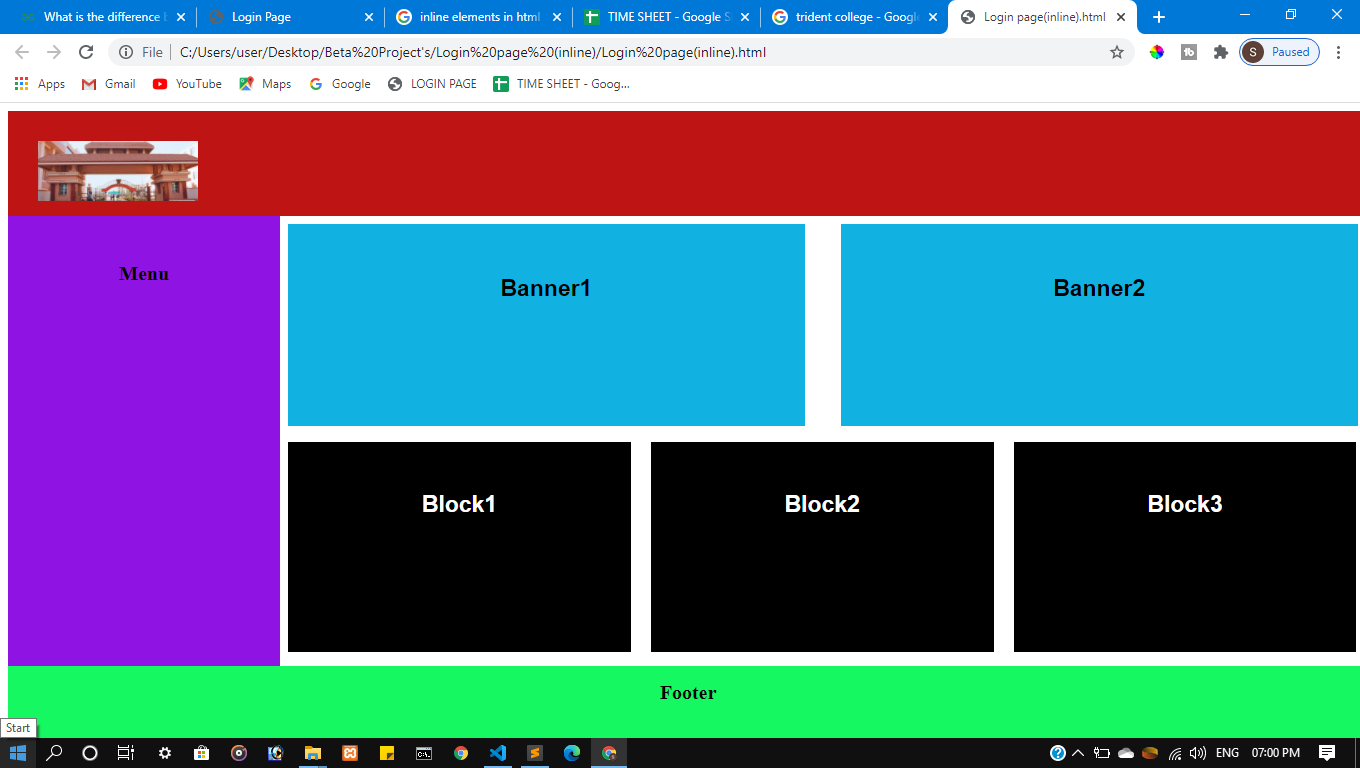 What is the difference
Login Page
inline elements in html
TIME SHEET - Google S
trident college - Google
Login page(inline).html
File
C:/Users/user/Desktop/Beta%20Project's/Login%20page%20(inline)/Login%20page(inline).html
S Paused
Apps
Gmail
YouTube
Maps
Google
LOGIN PAGE
TIME SHEET - Goog...
Menu
Banner1
Banner2
Block1
Block2
Block3
Footer
Start
ENG
07:00 PM